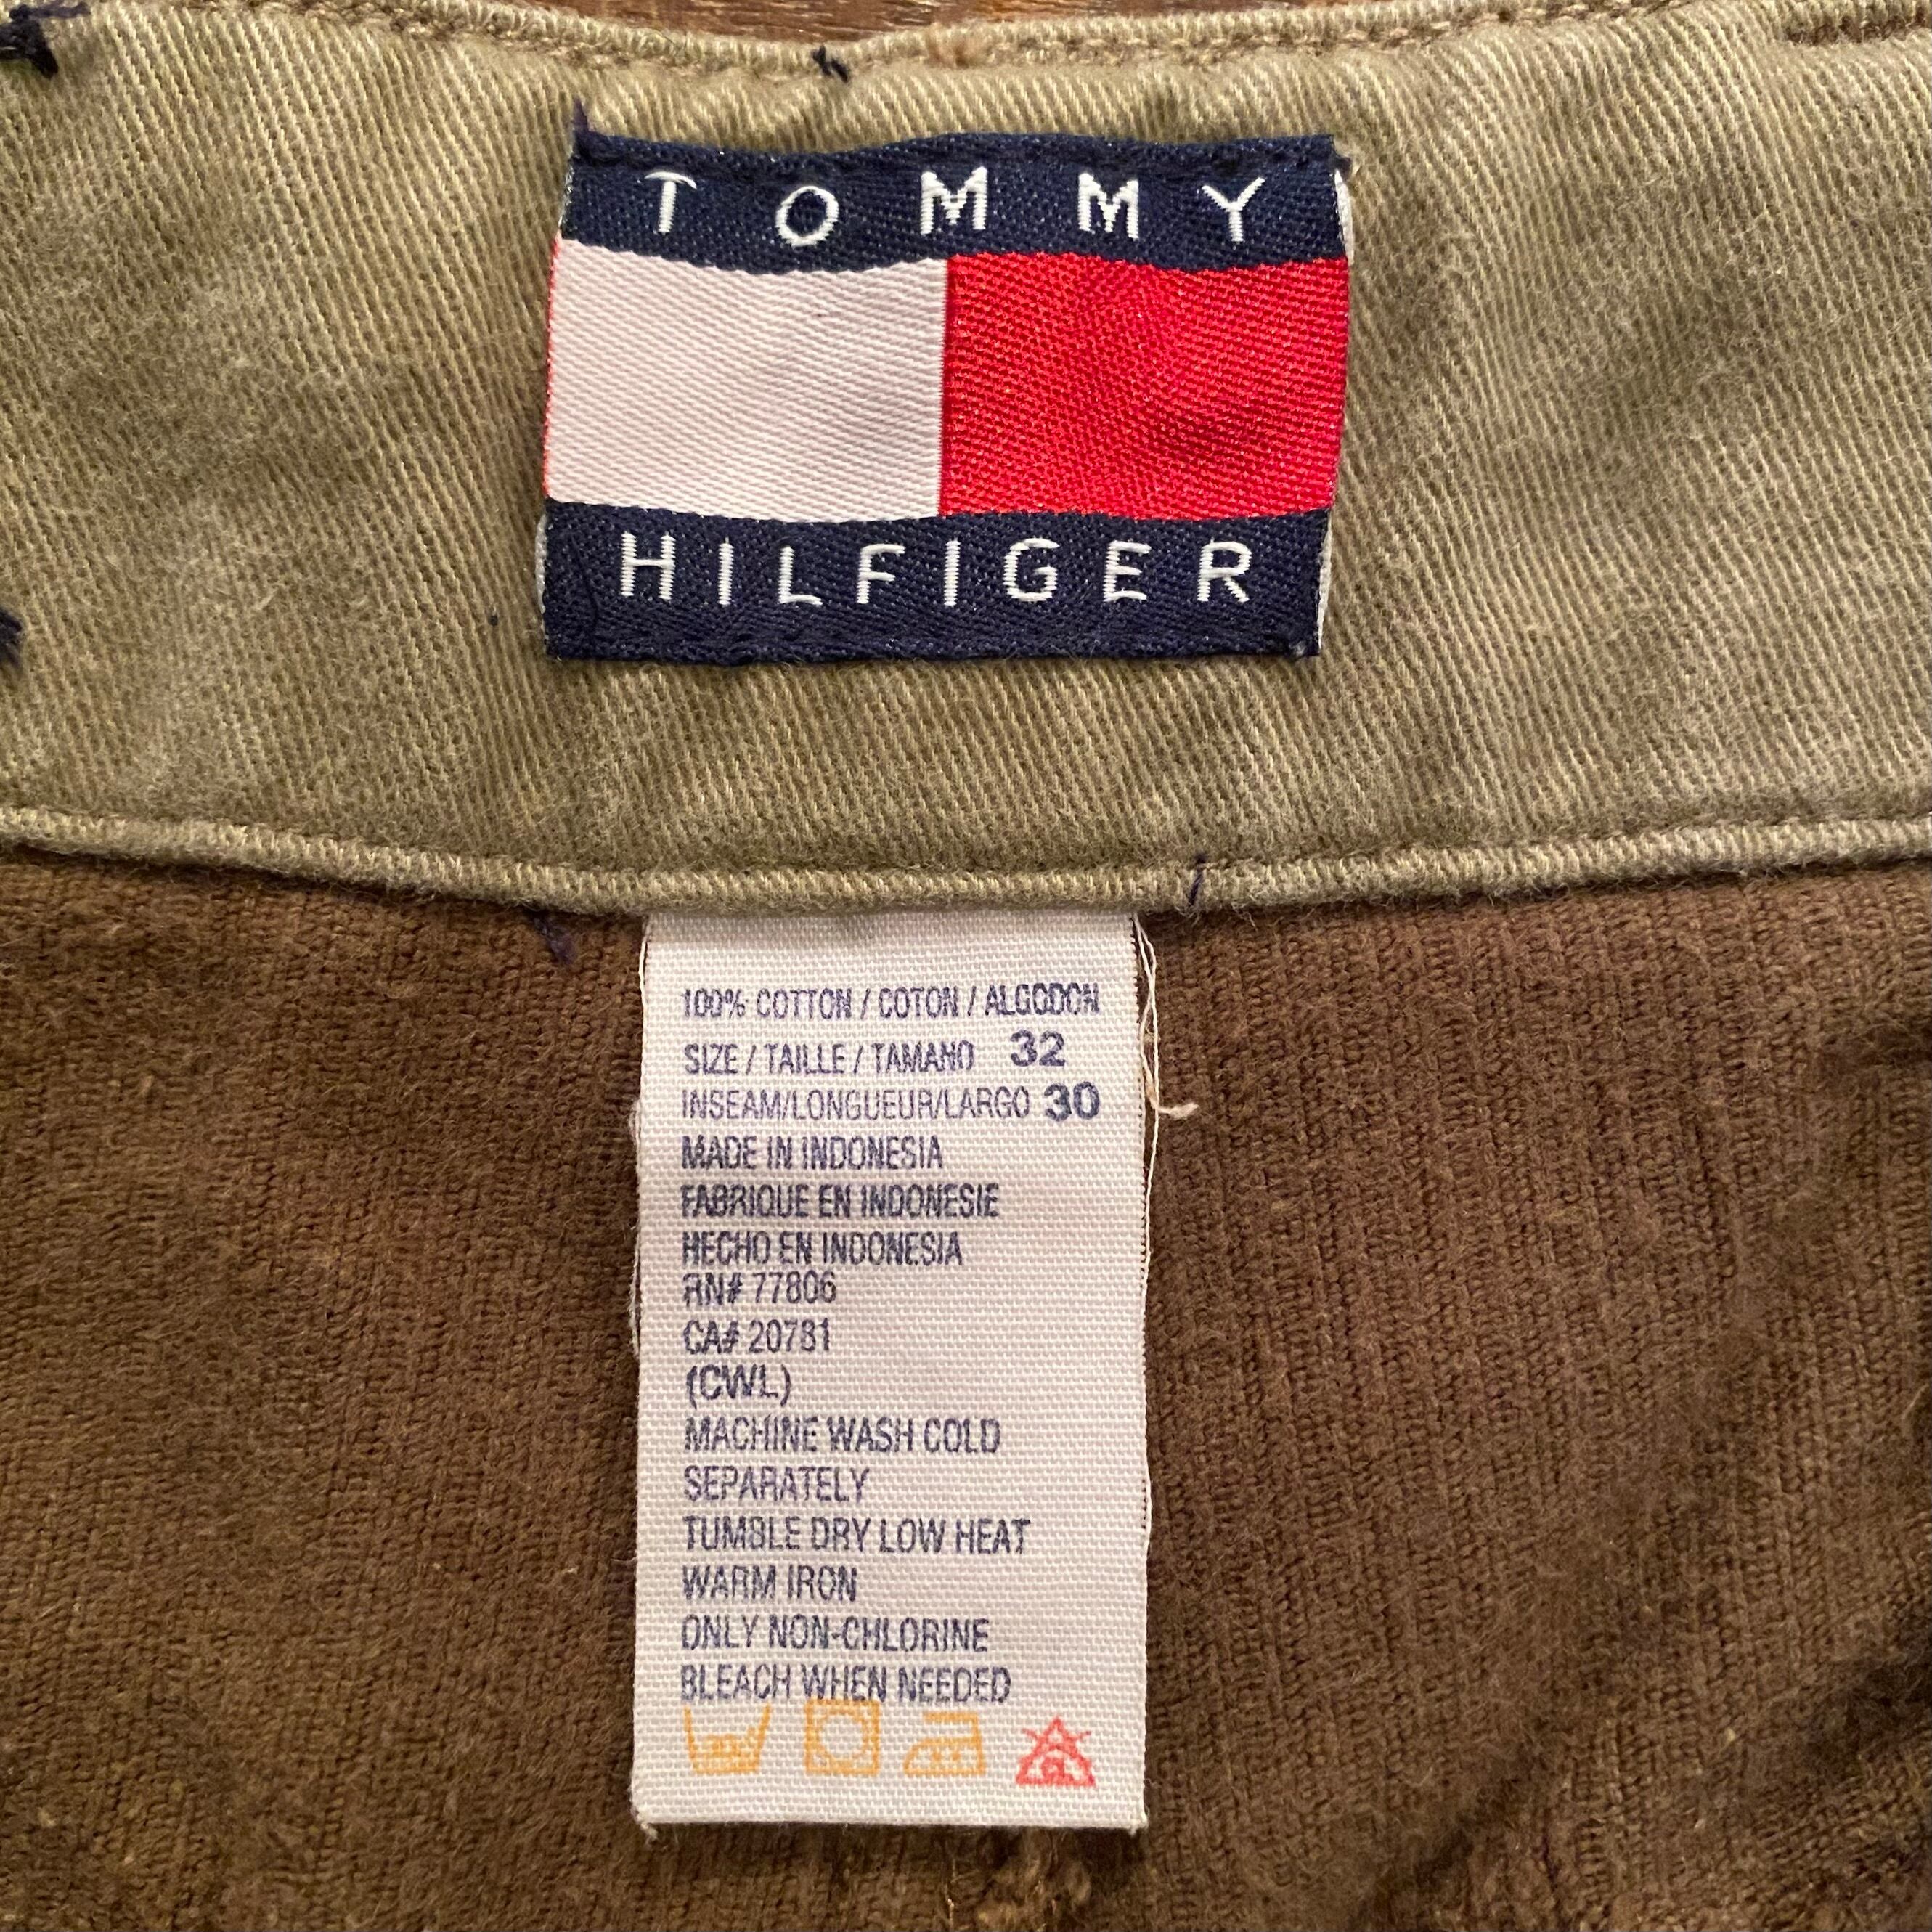 TOMMY
HILFIGER
100% COTTON / COTON / ALGODON
SIZE / TAILLE / TAMANO 32
INSEAM/LONGUEUR/LARGO 30
MADE IN INDONESIA
FABRIQUE EN INDONESIE
HECHO EN INDONESIA
RN# 77806
CA# 20781
(CWL)
MACHINE WASH COLD
SEPARATELY
TUMBLE DRY LOW HEAT
WARM IRON
ONLY NON-CHLORINE
BLEACH WHEN NEEDED